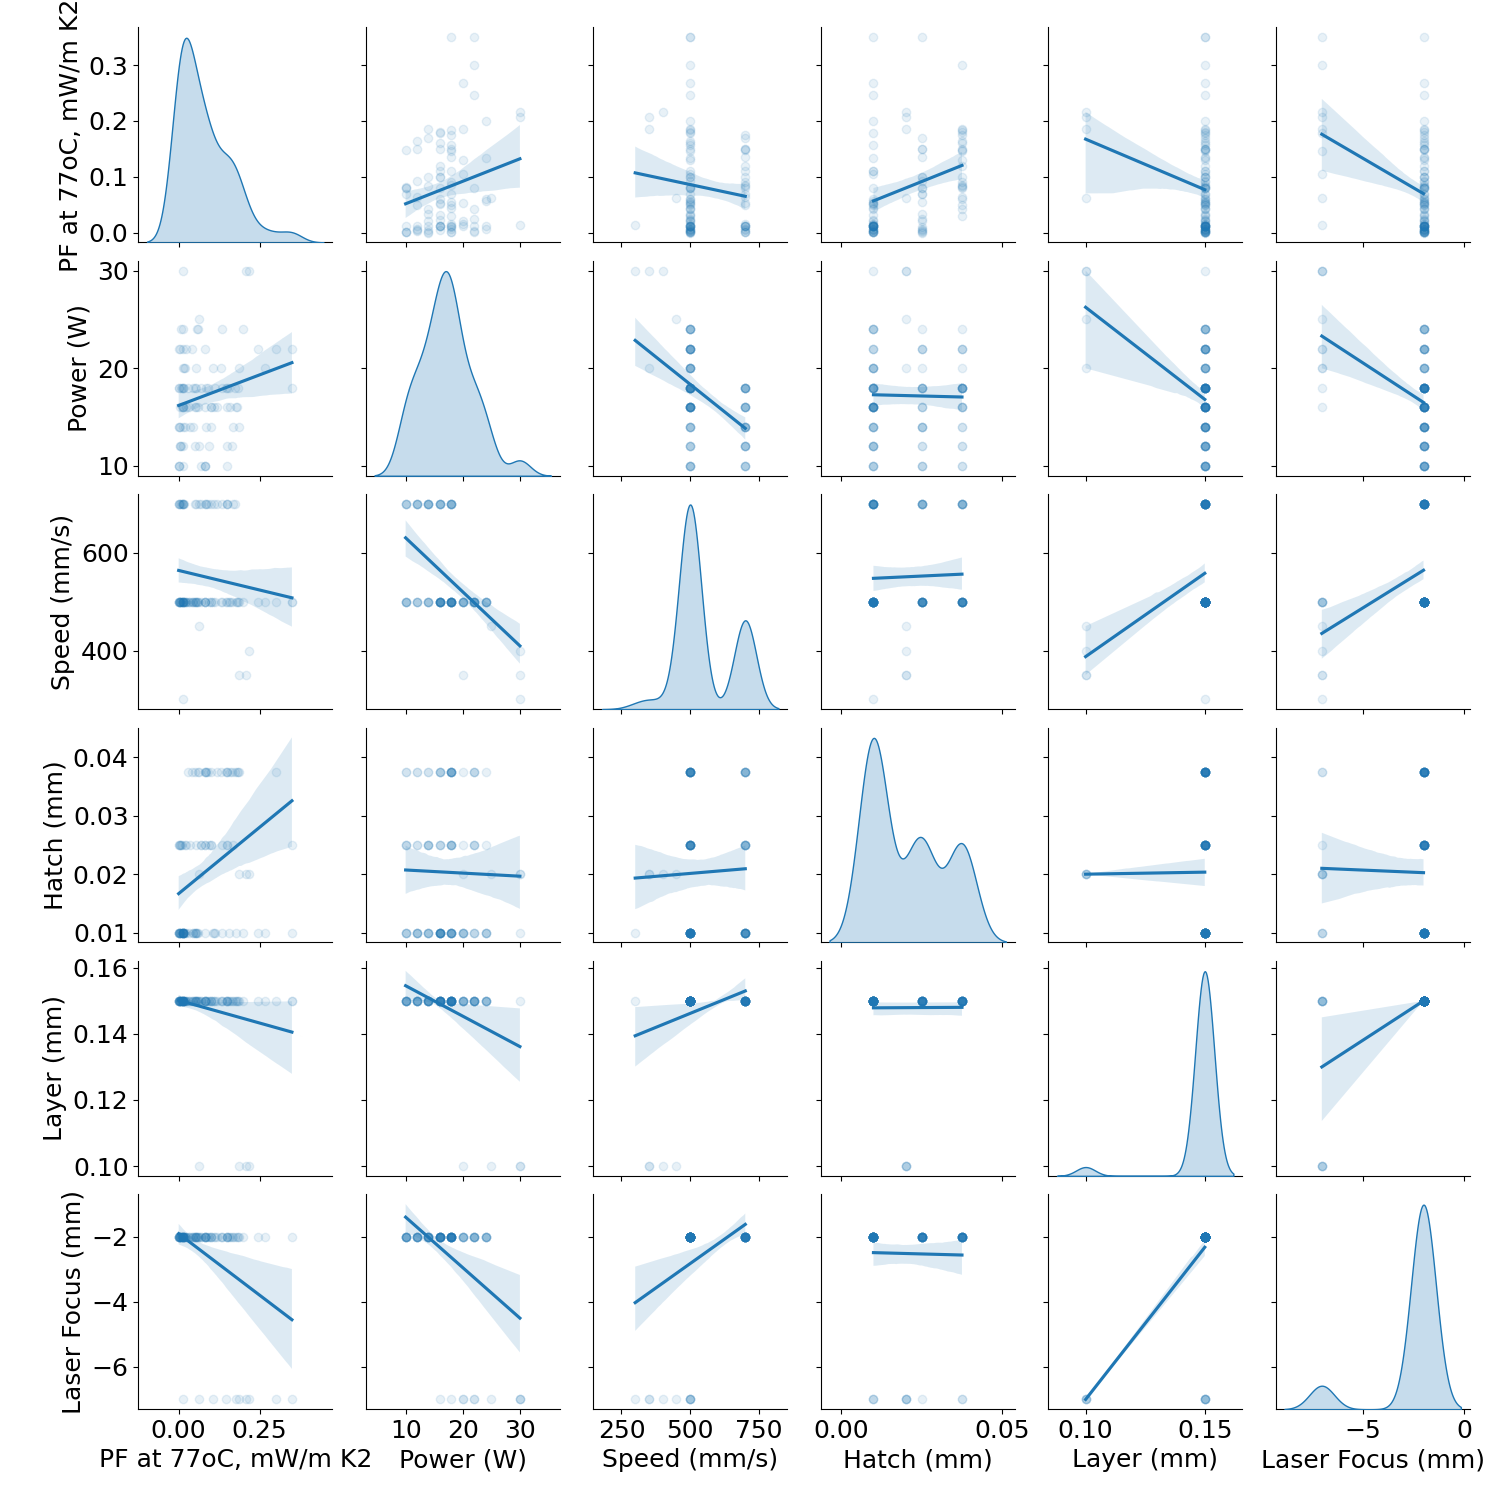 PF at 77oC, mW/m K2
0.3
0.2
0.1
0.0
Power (W)
30
20
10
Speed (mm/s)
600
400
Hatch (mm)
0.04
0.03
0.02
0.01
Layer (mm)
0.16
0.14
0.12
0.10
Laser Focus (mm)
−2
−4
−6
0.00 0.25 10 20 30 250 500 750 0.00 0.05 0.10 0.15 −5 0
PF at 77oC, mW/m K2 Power (W) Speed (mm/s) Hatch (mm) Layer (mm) Laser Focus (mm)